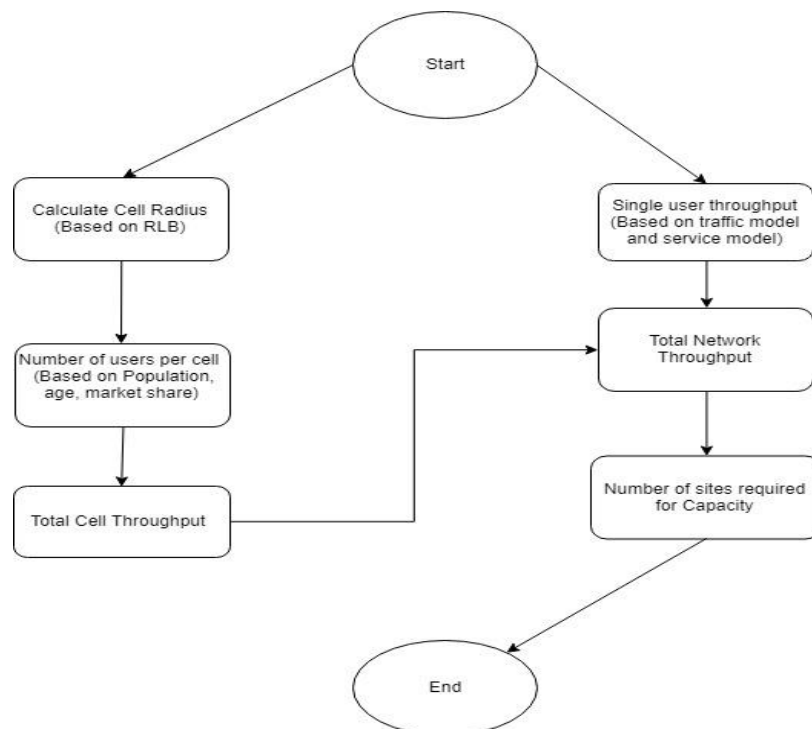 Start
Calculate Cell Radius
(Based on RLB)
Number of users per cell
(Based on Population,
age, market share)
Total Cell Throughput
Single user throughput
(Based on traffic model
and service model)
Total Network
Throughput
Number of sites required
for Capacity
End